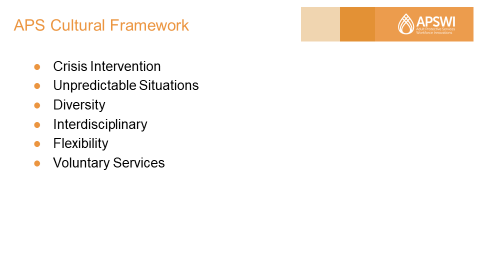 APS Cultural Framework
APSWI
Crisis Intervention
Unpredictable Situations
Diversity
Interdisciplinary
Flexibility
Voluntary Services